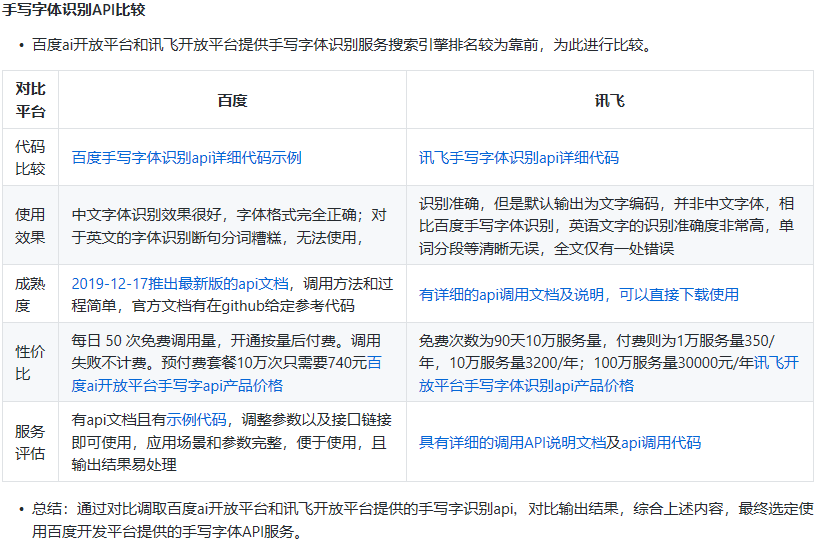 手写字体识别API比较
• 百度ai开放平台和讯飞开放平台提供手写字体识别服务搜索引擎排名较为靠前，为此进行比较。
对比
平台
百度
讯飞
代码
比较
百度手写字体识别api详细代码示例
讯飞手写字体识别api详细代码
使用
效果
中文字体识别效果很好，字体格式完全正确；对
于英文的字体识别断句分词糟糕，无法使用，
识别准确，但是默认输出为文字编码，并非中文字体，相
比百度手写字体识别，英语文字的识别准确度非常高，单
词分段等清晰无误，全文仅有一处错误
成熟
度
2019-12-17推出最新版的api文档，调用方法和过
程简单，官方文档有在github给定参考代码
有详细的api调用文档及说明，可以直接下载使用
性价
比
每日 50 次免费调用量，开通按量后付费。调用
失败不计费。预付费套餐10万次只需要740元百
度ai开放平台手写字api产品价格
免费次数为90天10万服务量，付费则为1万服务量350/
年，10万服务量3200/年；100万服务量30000元/年讯飞开
放平台手写字体识别api产品价格
服务
评估
有api文档且有示例代码，调整参数以及接口链接
即可使用，应用场景和参数完整，便于使用，且
输出结果易处理
具有详细的调用API说明文档及api调用代码
• 总结：通过对比调取百度ai开放平台和讯飞开放平台提供的手写字识别api，对比输出结果，综合上述内容，最终选定使
用百度开发平台提供的手写字体API服务。